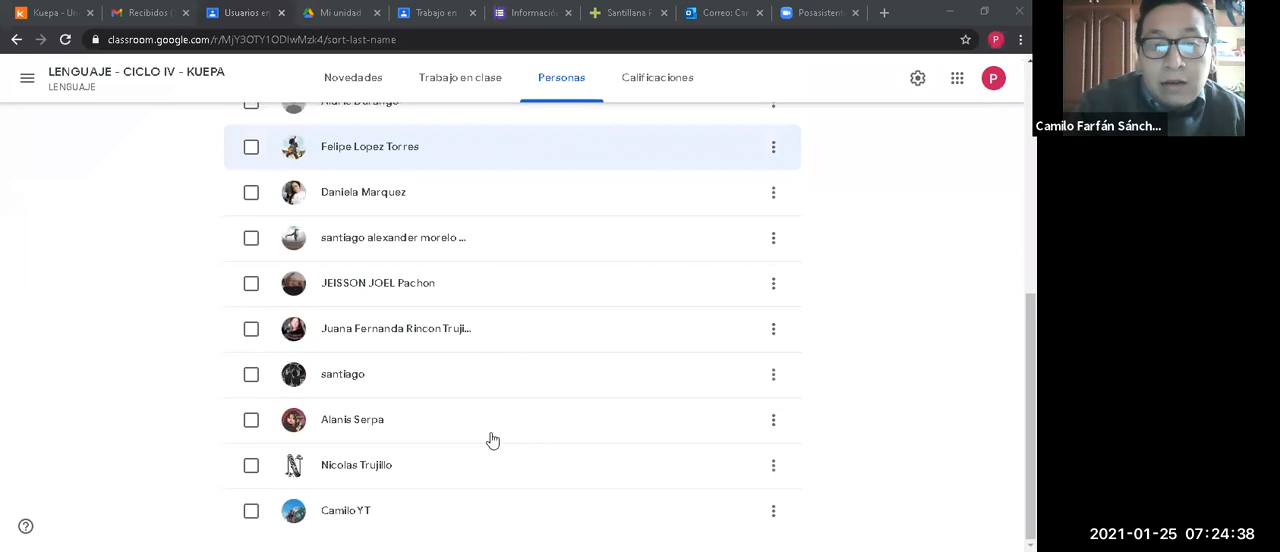 Kuepa - Un
Recibidos (
Usuarios en
Mi unidad
Trabajo en
Informació
Santillana F
Correo: Car
Posasistent
classroom.google.com/r/MjY3OTY1ODIwMzk4/sort-last-name
P
LENGUAJE - CICLO IV - KUEPA
LENGUAJE
Novedades
Trabajo en clase
Personas
Calificaciones
P
Camilo Farfán Sánch...
Felipe Lopez Torres
Daniela Marquez
santiago alexander morelo ...
JEISSON JOEL Pachon
Juana Fernanda Rincon Truji...
santiago
Alanis Serpa
Nicolas Trujillo
Camilo YT
2021-01-25 07:24:38